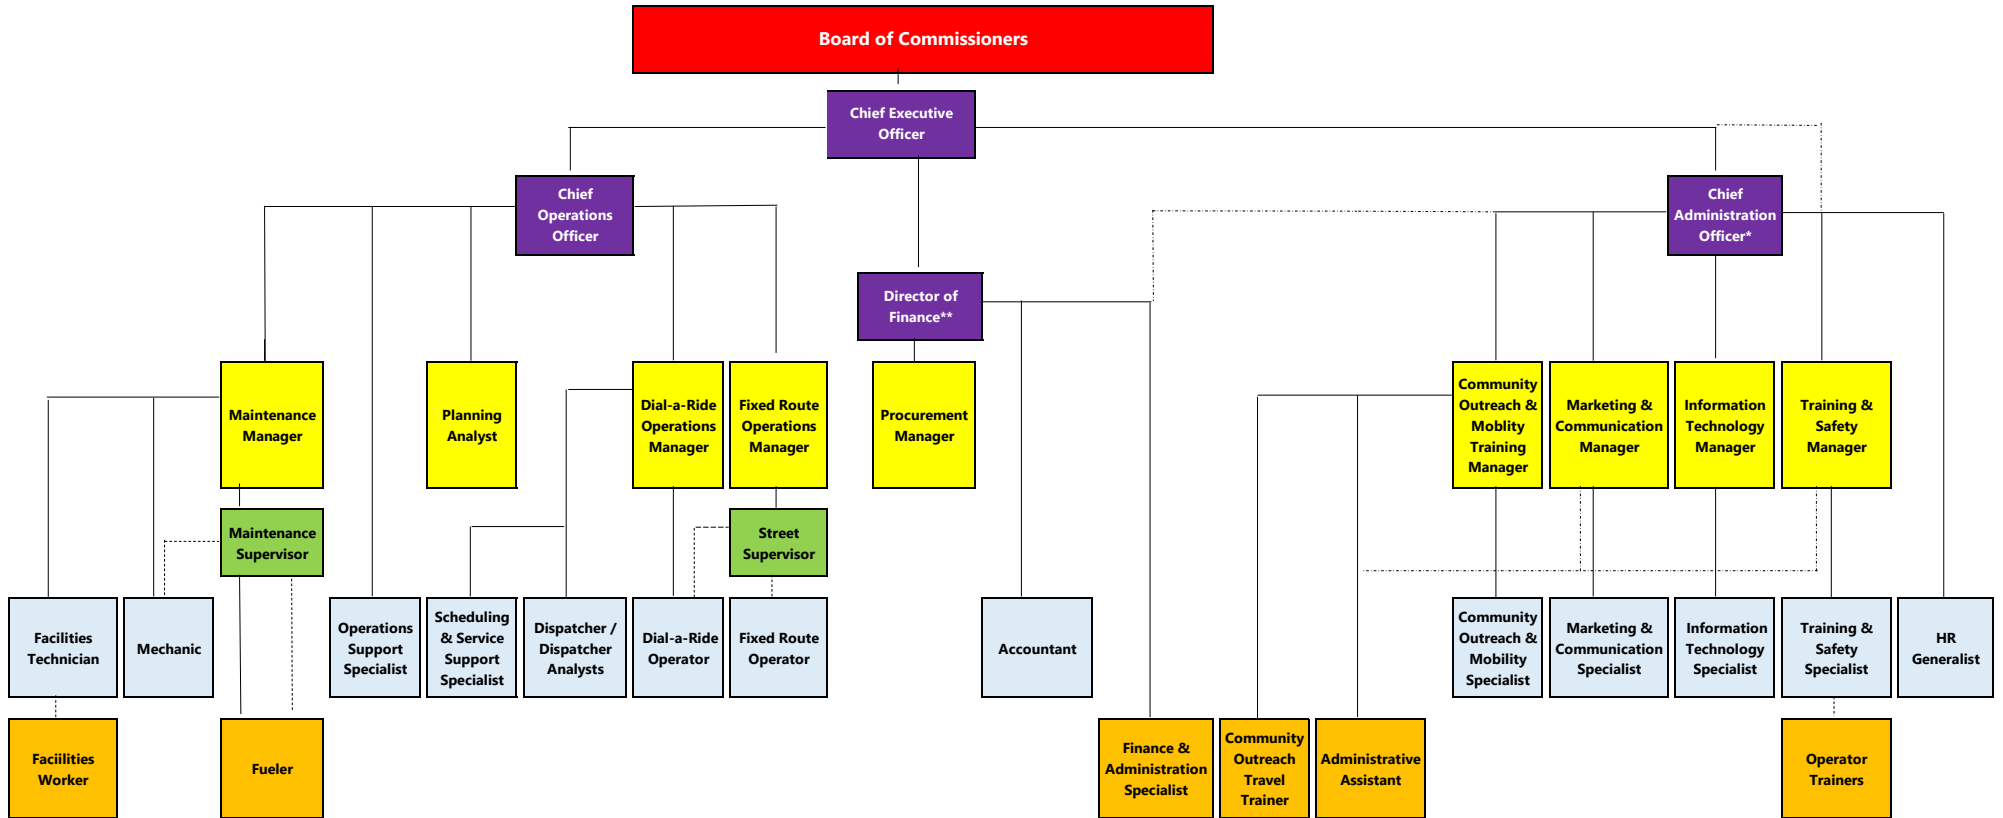 Board of Commissioners
Chief Executive
Officer
Chief
Operations
Officer
Chief
Administration
Officer*
Director of
Finance**
Maintenance
Manager
Planning
Analyst
Dial-a-Ride
Operations
Manager
Fixed Route
Operations
Manager
Procurement
Manager
Community
Outreach &
Moblity
Training
Manager
Marketing &
Communication
Manager
Information
Technology
Manager
Training &
Safety
Manager
Maintenance
Supervisor
Street
Supervisor
Facilities
Technician
Mechanic
Operations
Support
Specialist
Scheduling
& Service
Support
Specialist
Dispatcher /
Dispatcher
Analysts
Dial-a-Ride
Operator
Fixed Route
Operator
Accountant
Community
Outreach &
Mobility
Specialist
Marketing &
Communication
Specialist
Information
Technology
Specialist
Training &
Safety
Specialist
HR
Generalist
Faciilities
Worker
Fueler
Finance &
Administration
Specialist
Community
Outreach
Travel
Trainer
Administrative
Assistant
Operator
Trainers